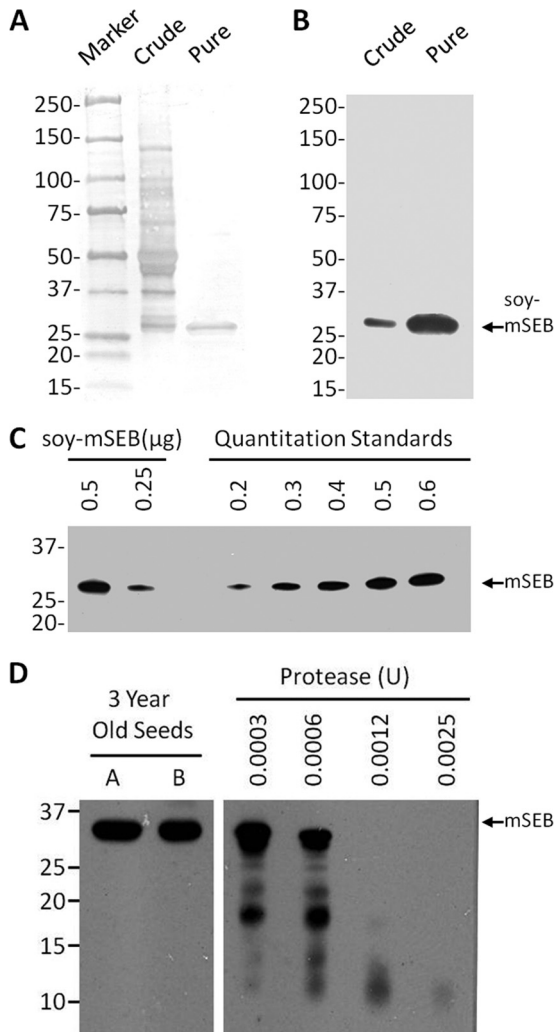 A
Marker
Crude
Pure
250-
150-
100-
75-
50-
37-
25-
20-
15-
B
Crude
Pure
250-
150-
100-
75-
50-
37-
25-
20-
15-
soy-
mSEB
C
soy-mSEB(µg)
Quantitation Standards
0.5
0.25
0.2
0.3
0.4
0.5
0.6
37-
25-
20-
mSEB
D
3 Year
Old Seeds
Protease (U)
A
B
0.0003
0.0006
0.0012
0.0025
37
25
20
15
10
mSEB